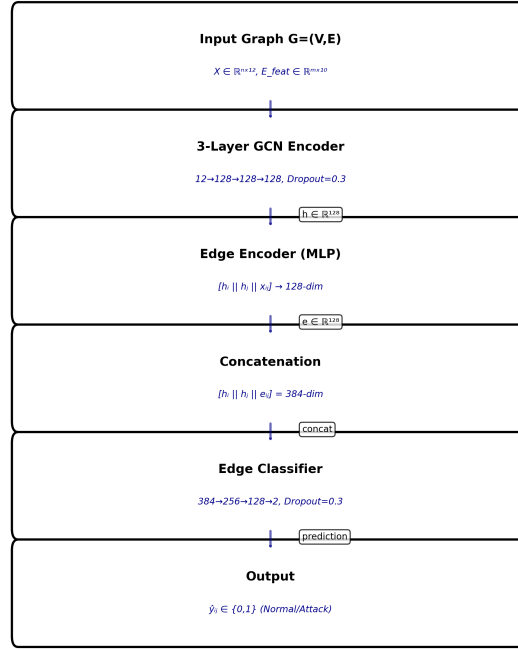 Input Graph G=(V,E)
X ∈ ℝⁿˣ¹², E_feat ∈ ℝᵐˣ¹⁰
3-Layer GCN Encoder
12→128→128→128, Dropout=0.3
h ∈ ℝ¹²⁸
Edge Encoder (MLP)
[hᵢ || hⱼ || xᵢⱼ] → 128-dim
e ∈ ℝ¹²⁸
Concatenation
[hᵢ || hⱼ || eᵢⱼ] = 384-dim
concat
Edge Classifier
384→256→128→2, Dropout=0.3
prediction
Output
ŷᵢⱼ ∈ {0,1} (Normal/Attack)